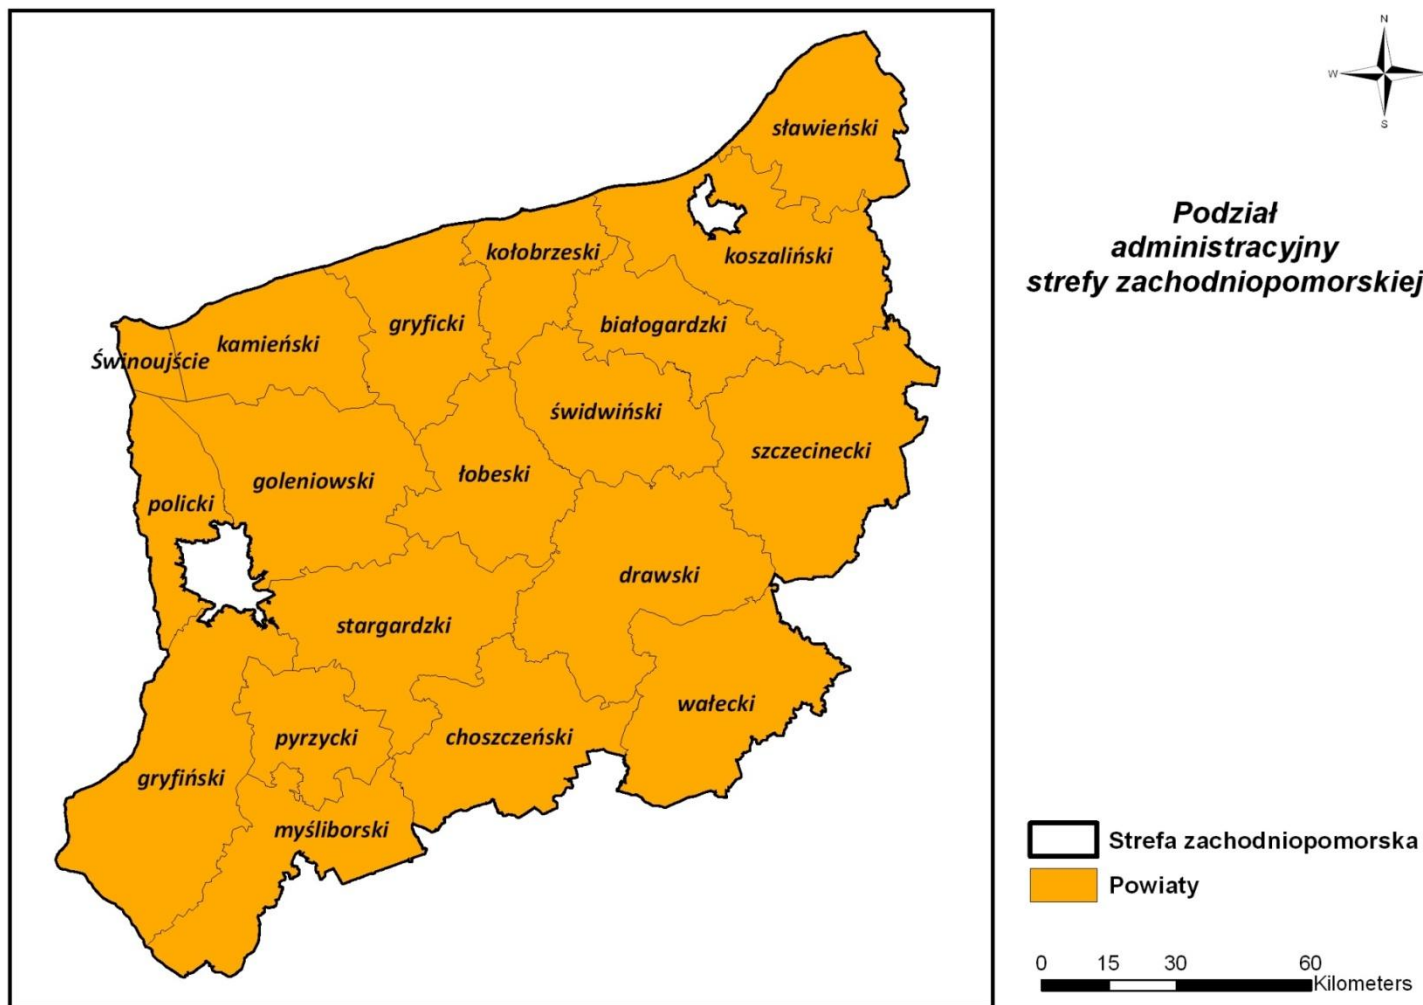 N
W
S
Podział
administracyjny
strefy zachodniopomorskiej
sławieński
kołobrzeski
koszaliński
gryficki
białogardzki
kamieński
Świnoujście
świdwiński
szczecinecki
goleniowski
łobeski
policki
drawski
stargardzki
wałecki
pyrzycki
choszczeński
gryfiński
myśliborski
Strefa zachodniopomorska
Powiaty
0 15 30 60
Kilometers